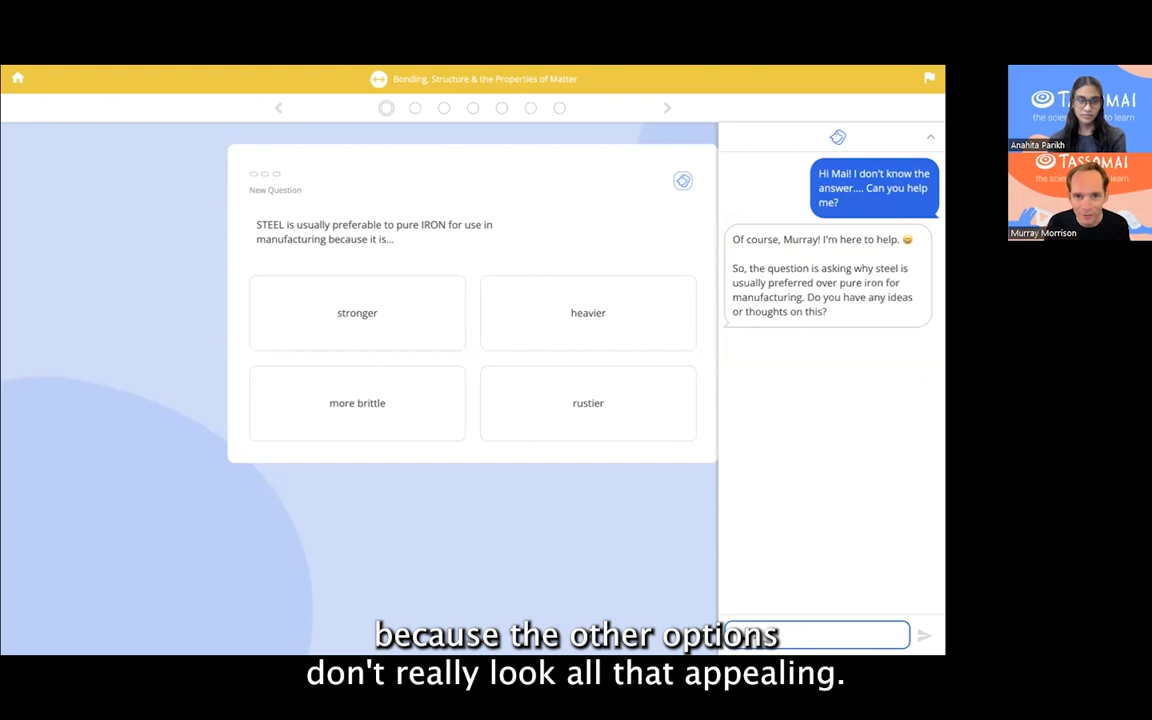 Bonding, Structure & the Properties of Matter
New Question
STEEL is usually preferable to pure IRON for use in
manufacturing because it is...
stronger
heavier
more brittle
rustier
Hi Mai! I don't know the
answer.... Can you help
me?
Of course, Murray! I'm here to help. 😄
So, the question is asking why steel is
usually preferred over pure iron for
manufacturing. Do you have any ideas
or thoughts on this?
because the other options
don't really look all that appealing.
Anahita Parikh
TASSOMAI
Murray Morrison